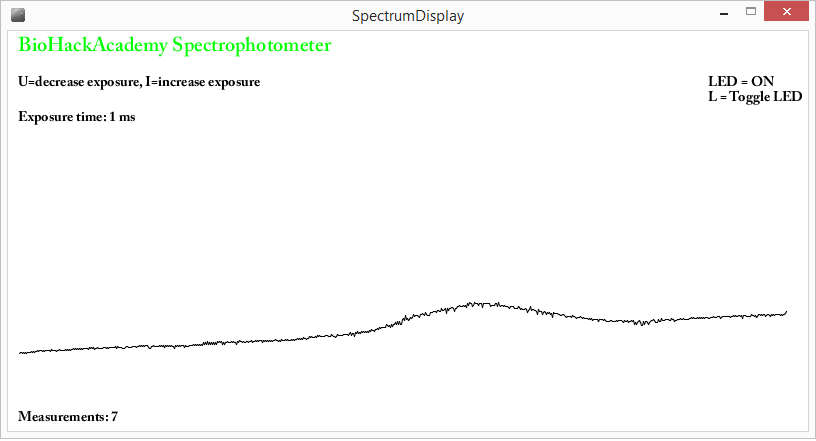 SpectrumDisplay
BioHackAcademy Spectrophotometer
U=decrease exposure, I=increase exposure
LED = ON
L = Toggle LED
Exposure time: 1 ms
Measurements: 7